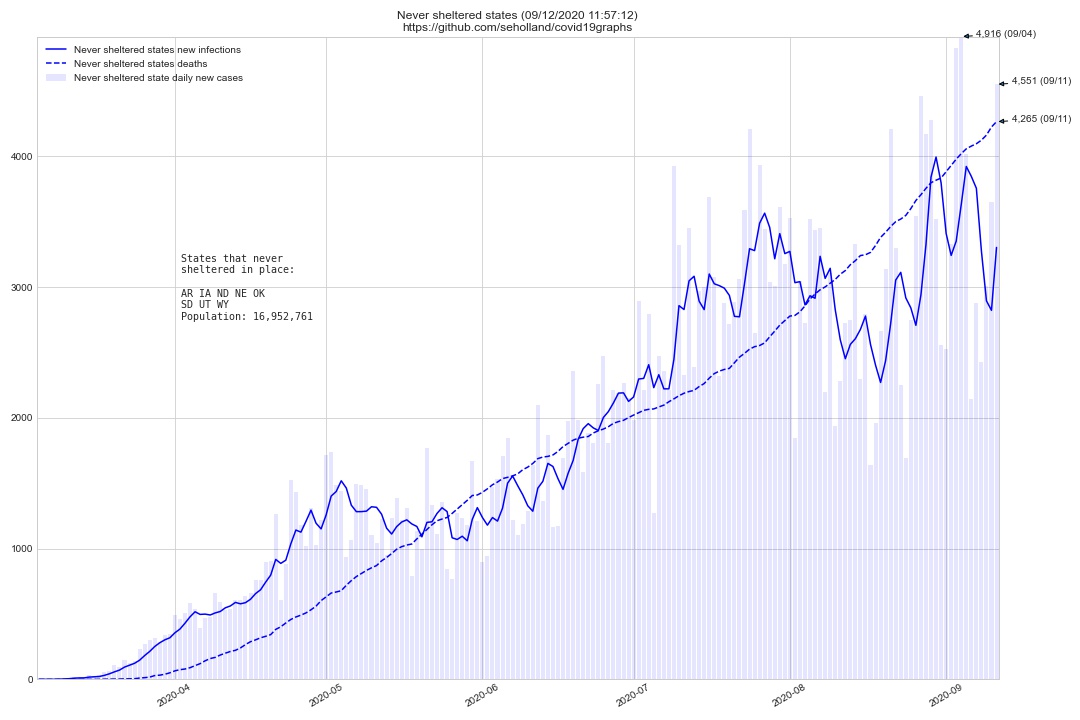 Never sheltered states (09/12/2020 11:57:12)
https://github.com/seholland/covid19graphs
Never sheltered states new infections
Never sheltered states deaths
Never sheltered state daily new cases
4,916 (09/04)
4,551 (09/11)
4,265 (09/11)
4000
3000
2000
1000
0
States that never
sheltered in place:
AR IA ND NE OK
SD UT WY
Population: 16,952,761
2020-04
2020-05
2020-06
2020-07
2020-08
2020-09